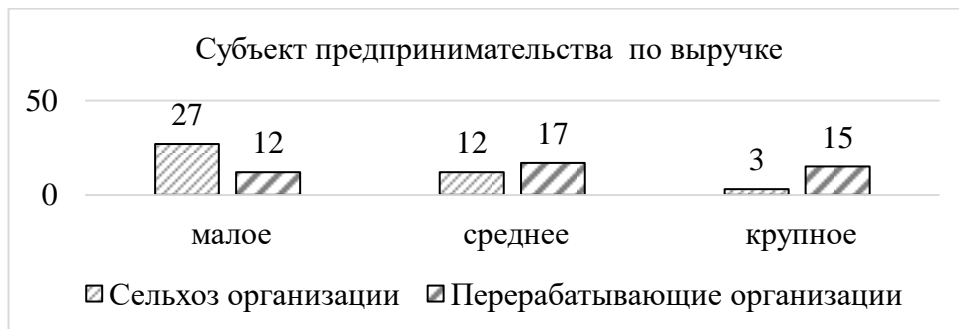 Субъект предпринимательства по выручке
50
27
12
12
17
3
15
0
малое
среднее
крупное
Сельхоз организации
Перерабатывающие организации